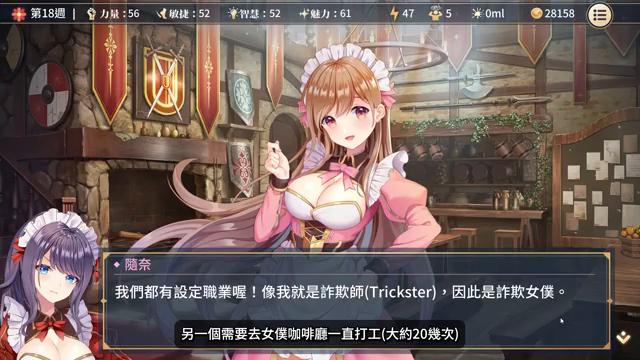 第18週 | 力量:56 敏捷:52 智慧:52 魅力:61 47 5 0ml 28158
隨奈
我們都有設定職業喔！像我就是詐欺師(Trickster)，因此是詐欺女僕。
另一個需要去女僕咖啡廳一直打工(大約20幾次)